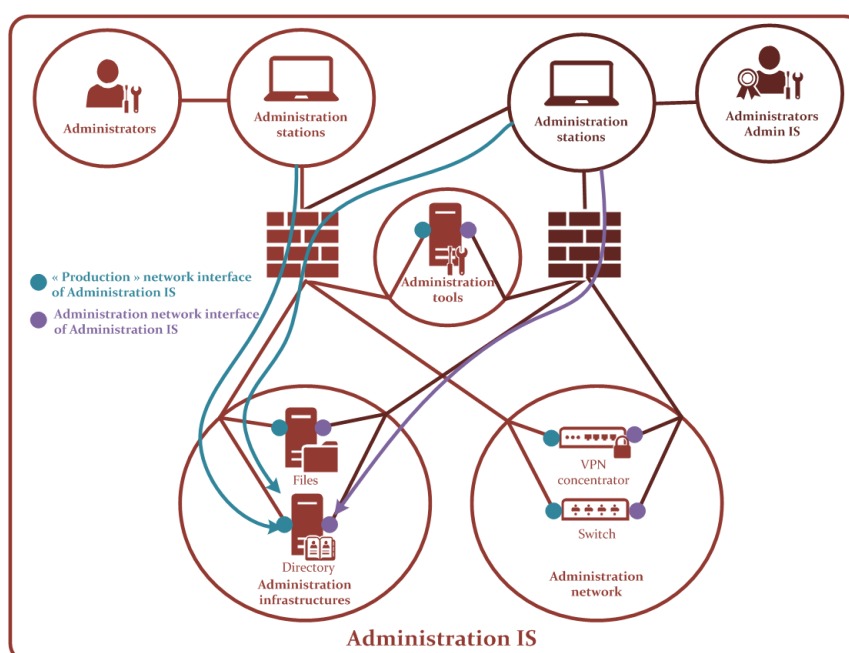 Administrators
Administration
stations
Administration
stations
Administrators
Admin IS
« Production » network interface
of Administration IS
Administration network interface
of Administration IS
Administration
tools
Files
Directory
Administration
infrastructures
VPN
concentrator
Switch
Administration
network
Administration IS